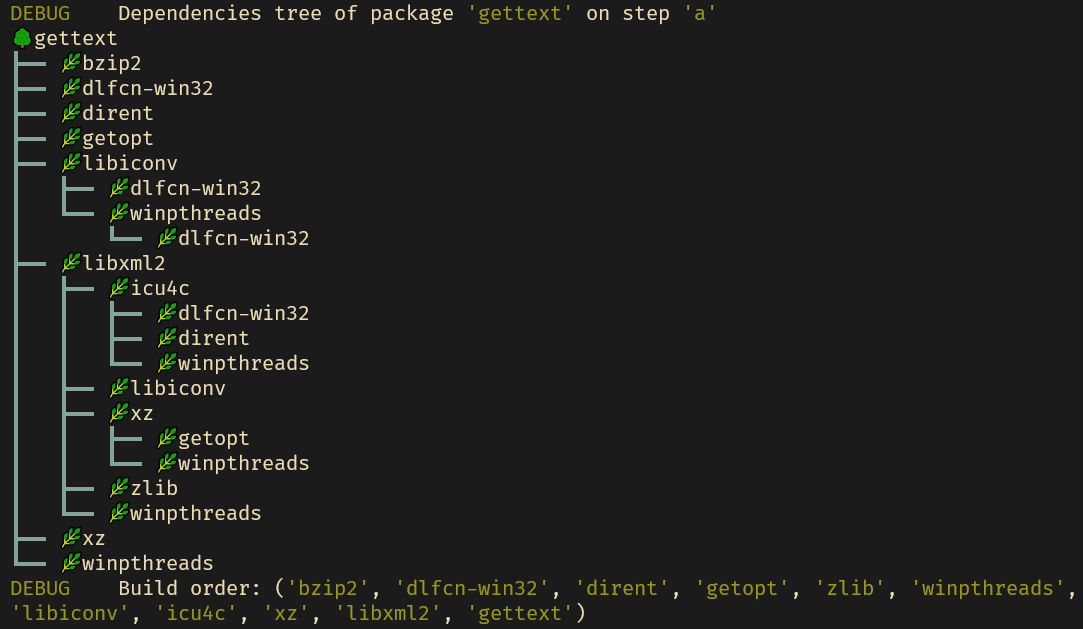 DEBUG    Dependencies tree of package 'gettext' on step 'a'
gettext
bzip2
dlfcn-win32
dirent
getopt
libiconv
dlfcn-win32
winpthreads
dlfcn-win32
libxml2
icu4c
dlfcn-win32
dirent
winpthreads
libiconv
xz
getopt
winpthreads
zlib
winpthreads
xz
winpthreads
DEBUG    Build order: ('bzip2', 'dlfcn-win32', 'dirent', 'getopt', 'zlib', 'winpthreads',
'libiconv', 'icu4c', 'xz', 'libxml2', 'gettext')